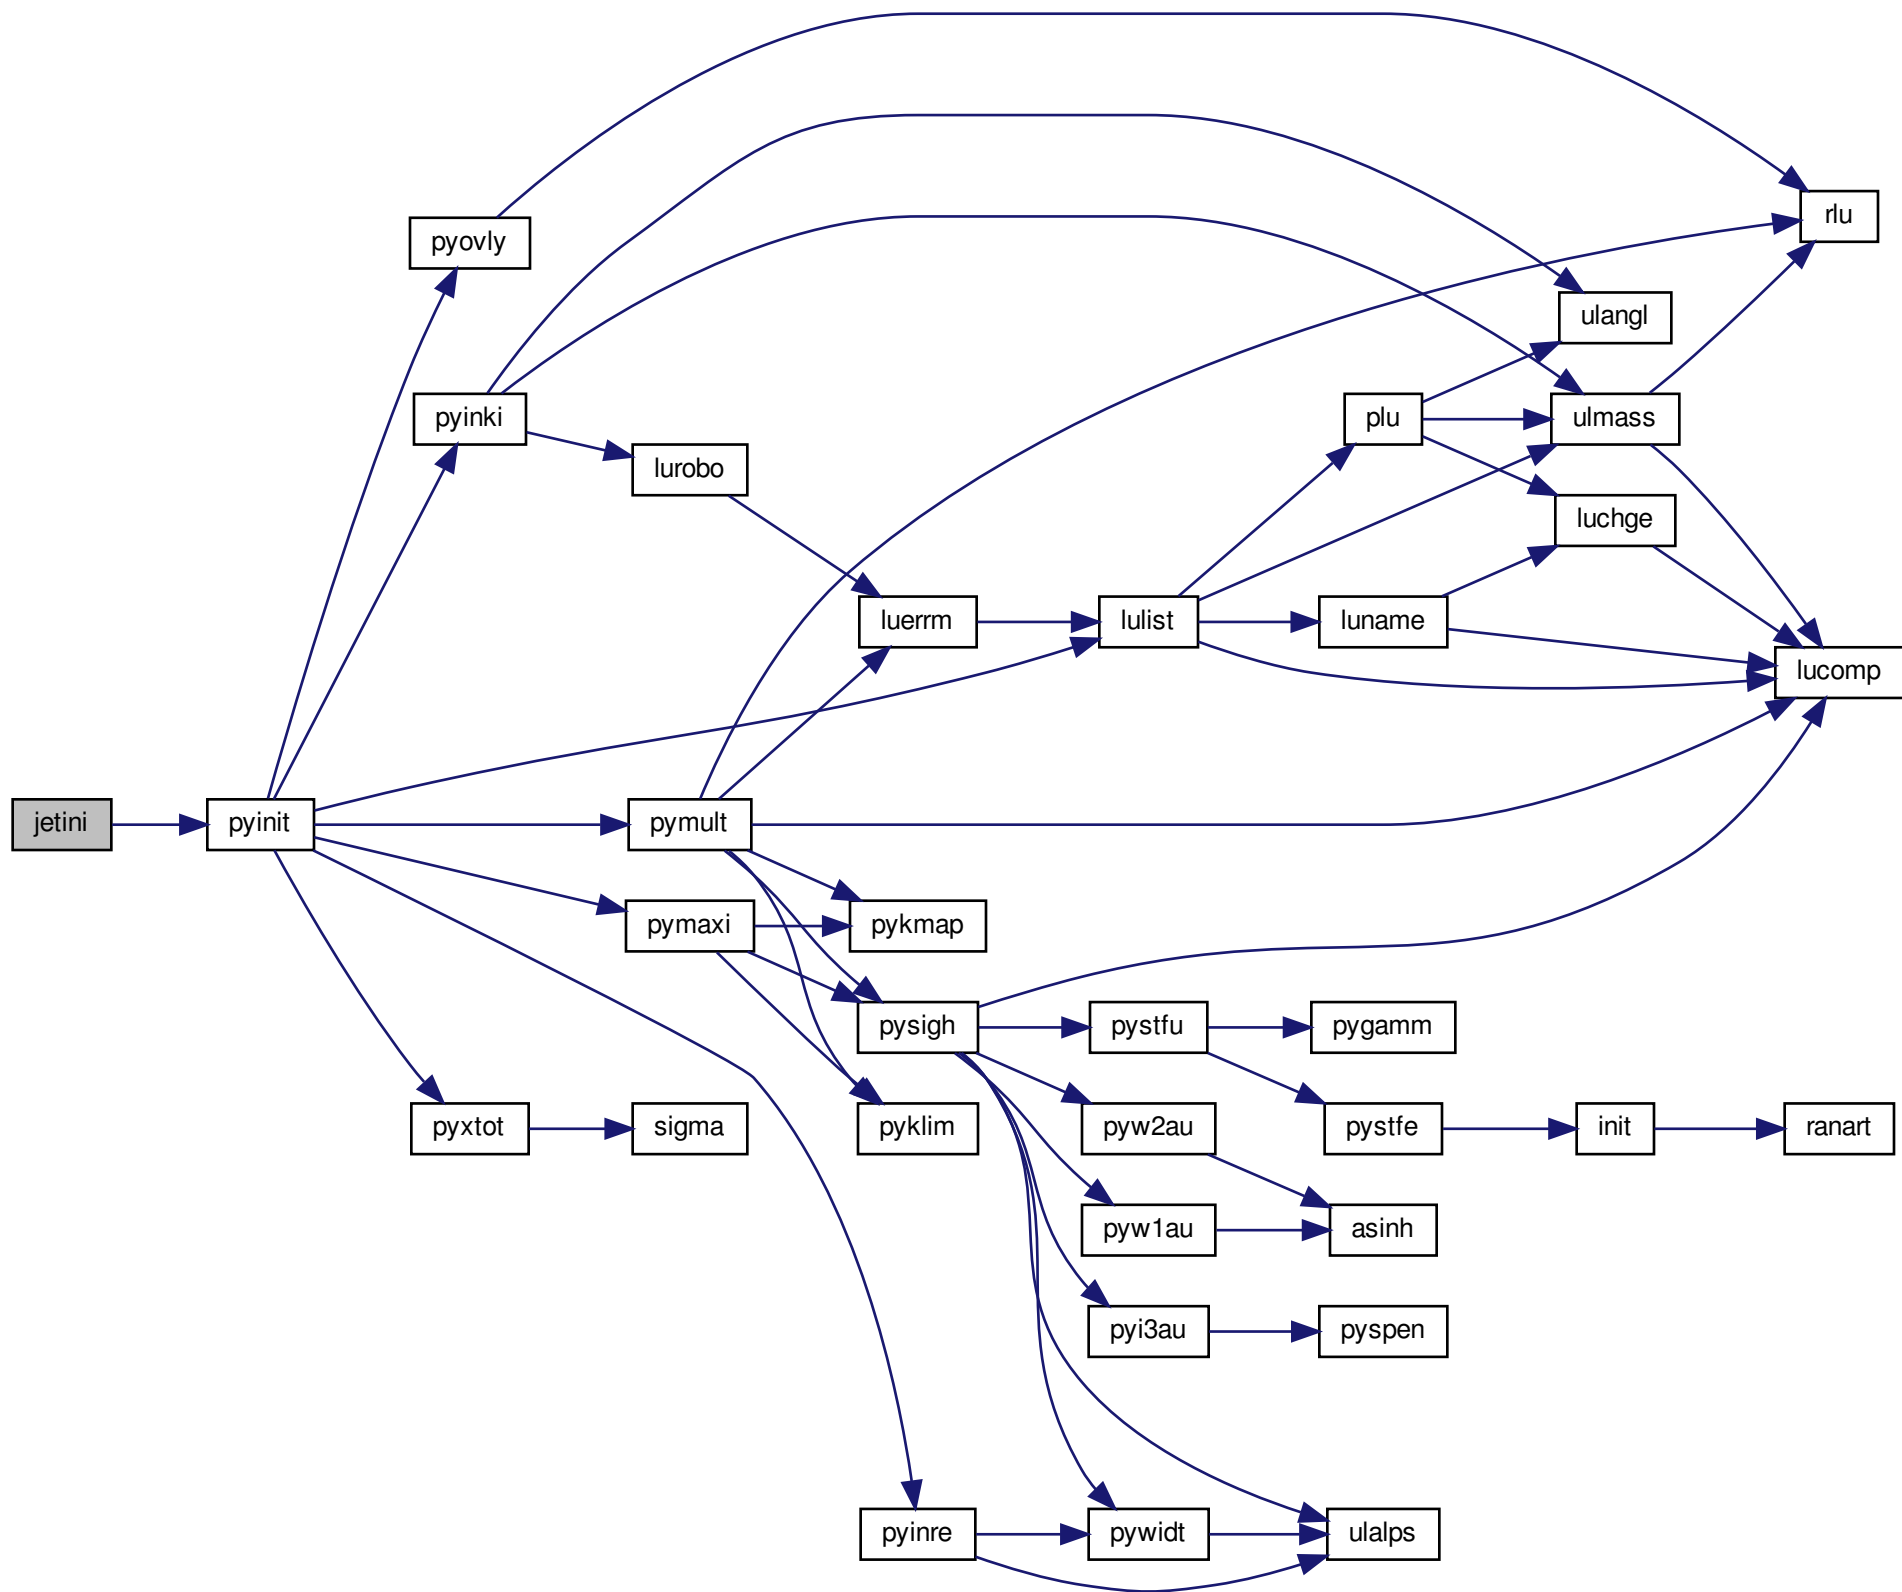 rlu
pyovly
ulangl
pyinki
plu
ulmass
lurobo
luchge
luerrm
lulist
luname
lucomp
jetini
pyinit
pymult
pymaxi
pykmap
pysigh
pystfu
pygamm
pyxtot
sigma
pyklim
pyw2au
pystfe
init
ranart
pyw1au
asinh
pyi3au
pyspen
pyinre
pywidt
ulalps